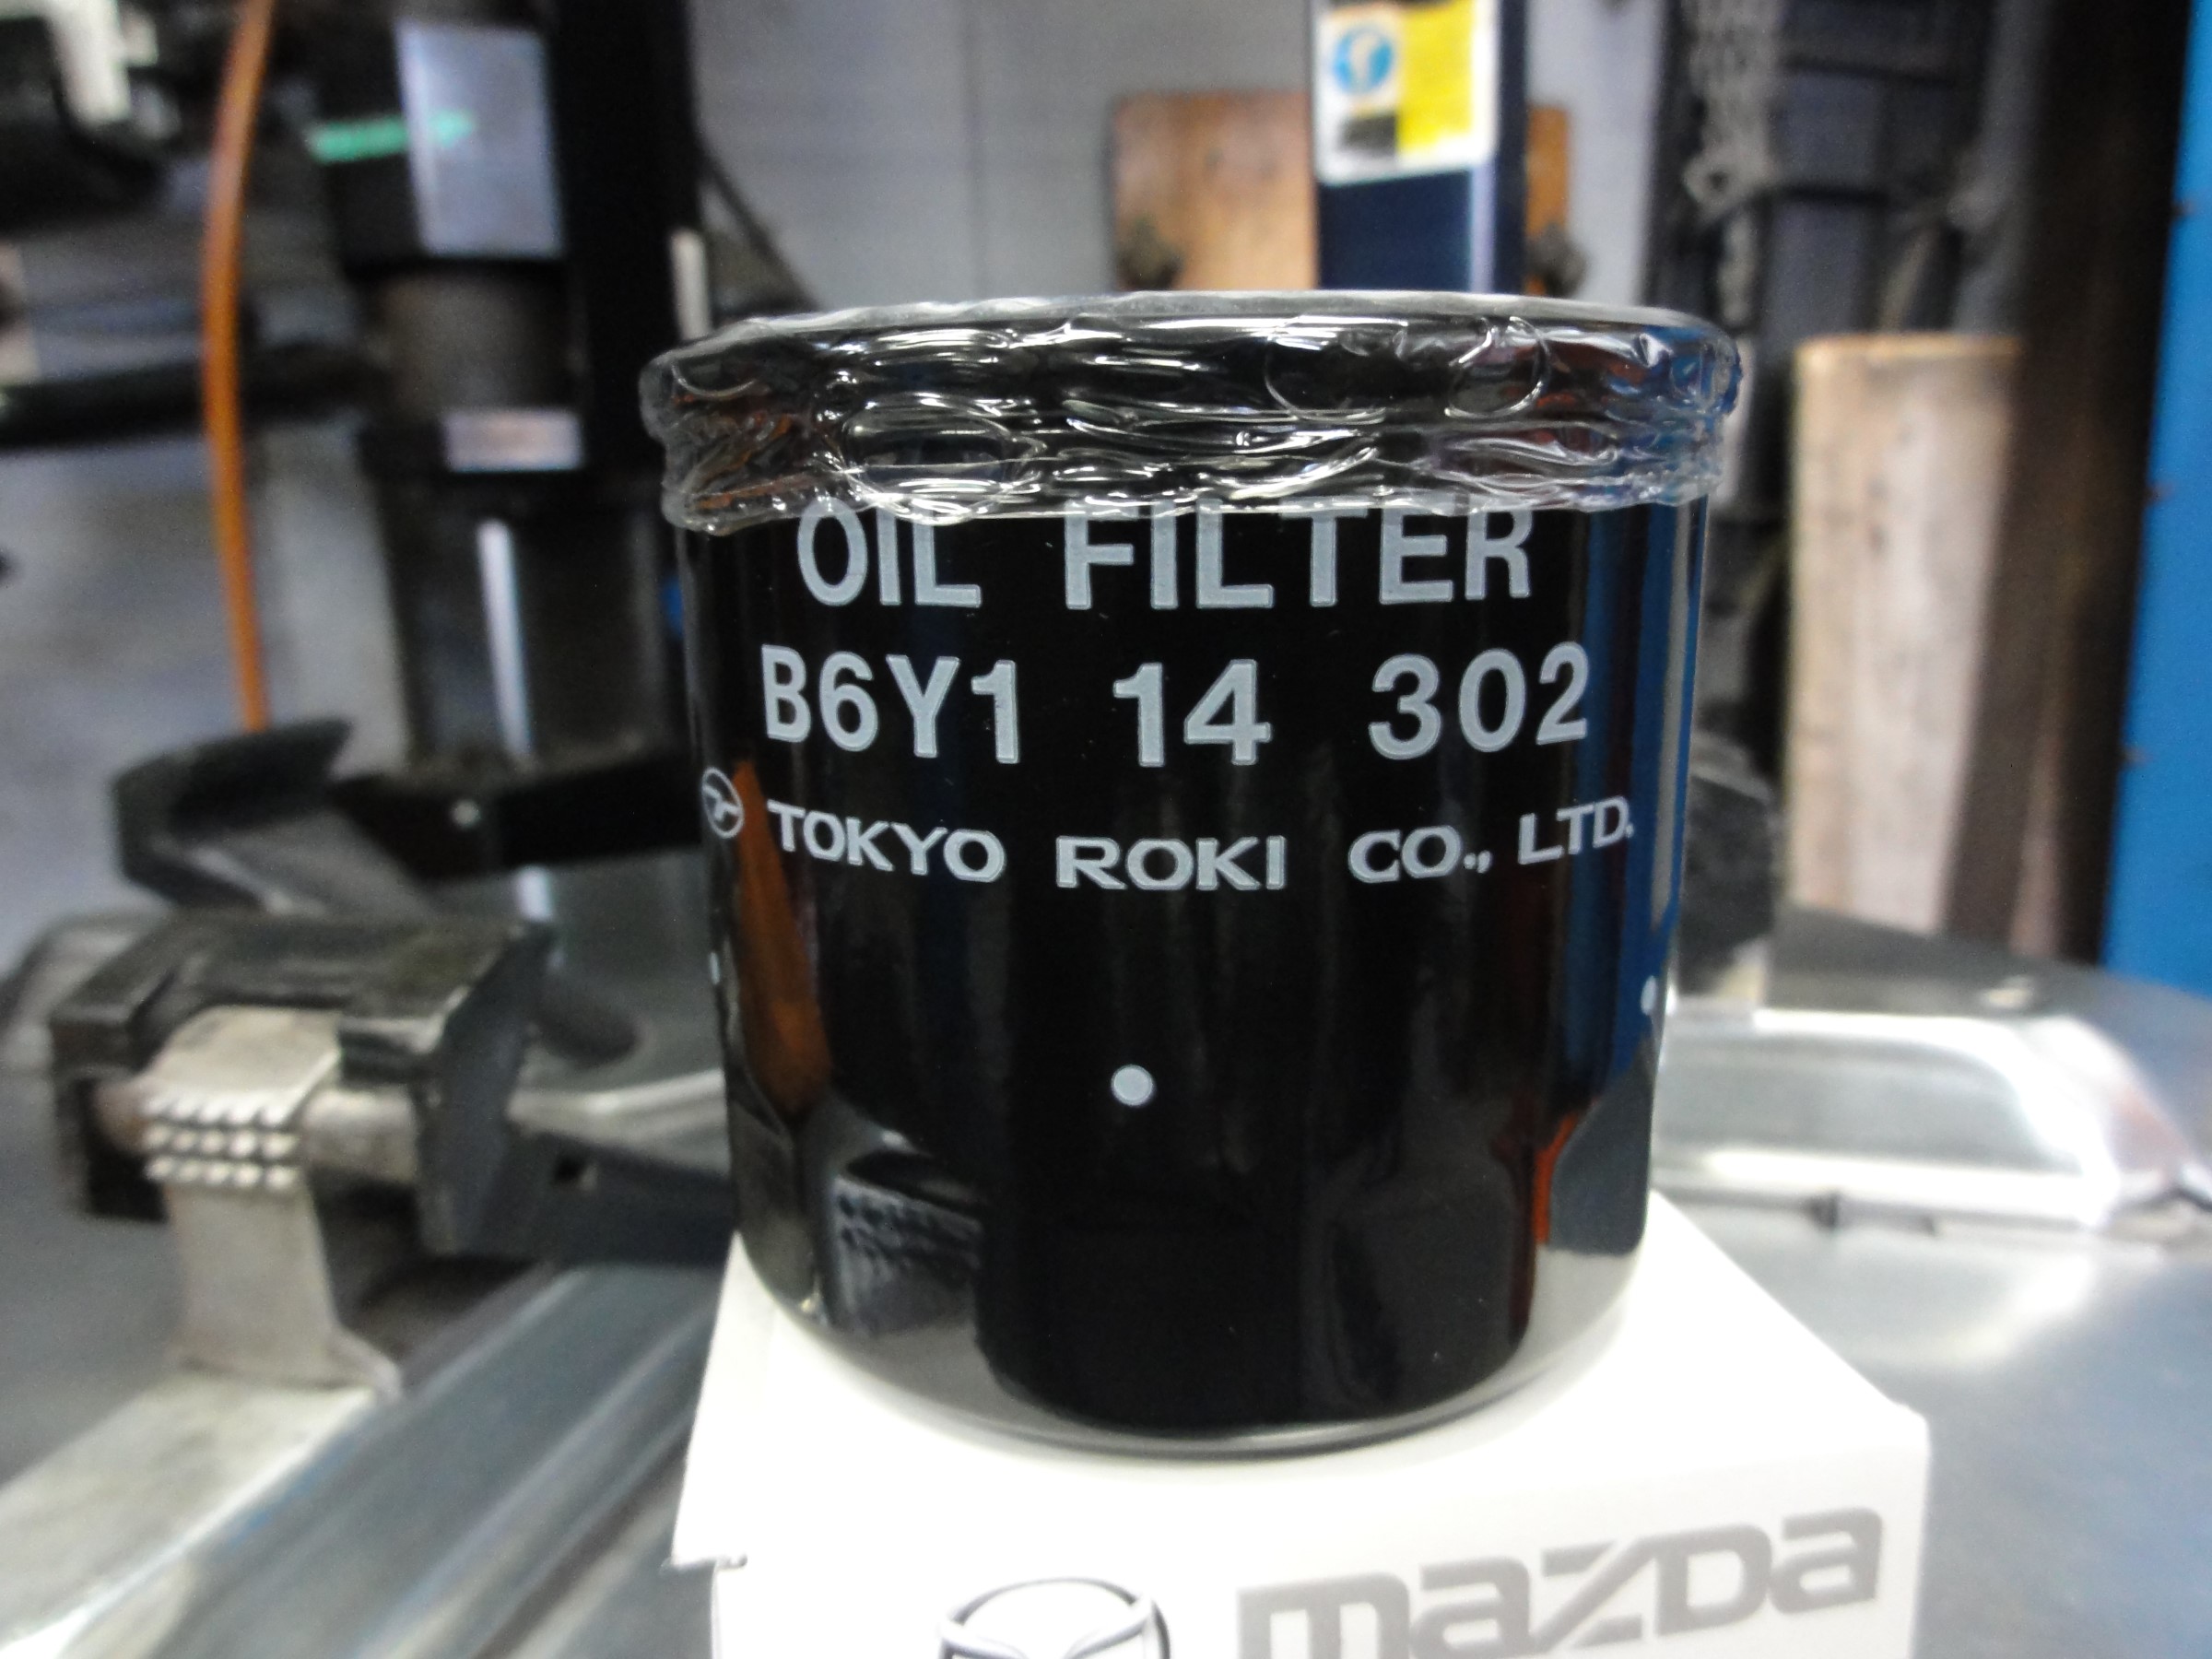 OIL FILTER
B6Y1 14 302
TOKYO ROKI CO., LTD.
mazda